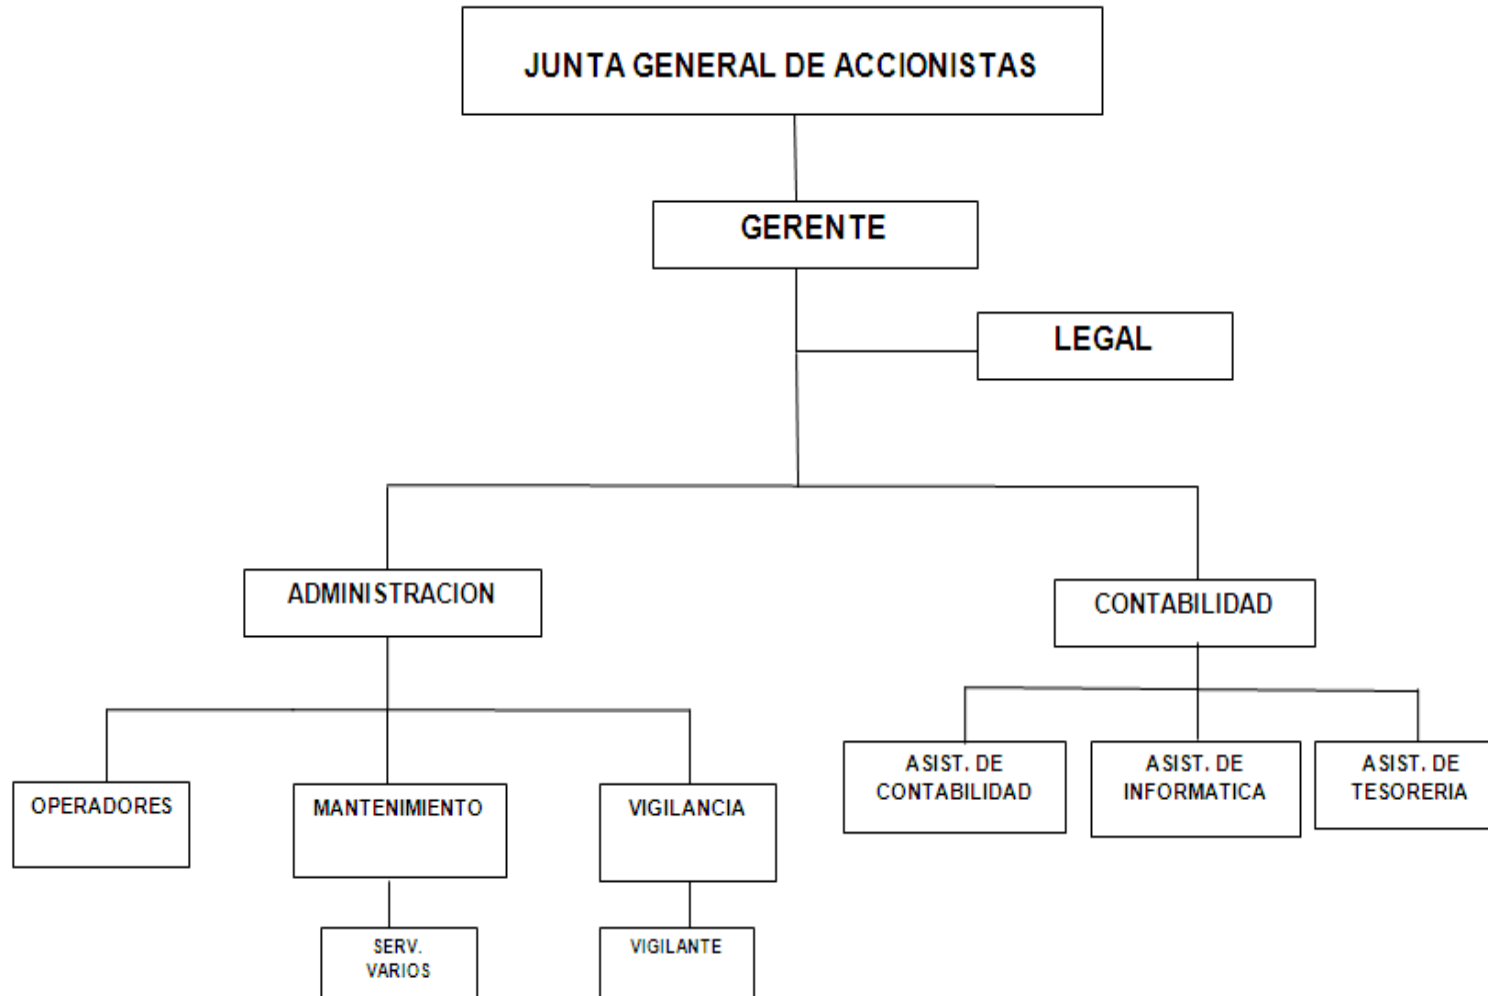 JUNTA GENERAL DE ACCIONISTAS
GERENTE
LEGAL
ADMINISTRACION
CONTABILIDAD
OPERADORES
MANTENIMIENTO
VIGILANCIA
ASIST. DE
CONTABILIDAD
ASIST. DE
INFORMATICA
ASIST. DE
TESORERIA
SERV.
VARIOS
VIGILANTE